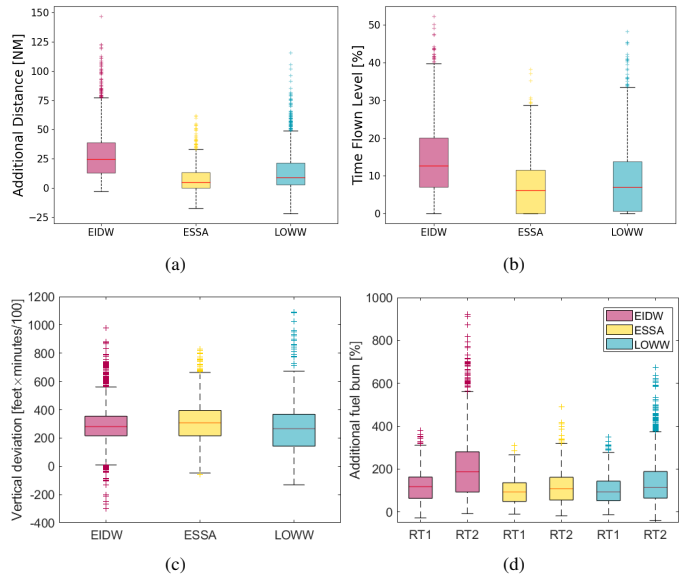 Additional Distance [NM]
150
125
100
75
50
25
0
−25
EIDW ESSA LOWW
(a)
Time Flown Level [%]
50
40
30
20
10
0
EIDW ESSA LOWW
(b)
Vertical deviation [feet×minutes/100]
1200
1000
800
600
400
200
0
-200
-400
EIDW ESSA LOWW
(c)
Additional fuel burn [%]
1000
800
600
400
200
0
EIDW
ESSA
LOWW
RT1 RT2 RT1 RT2 RT1 RT2
(d)